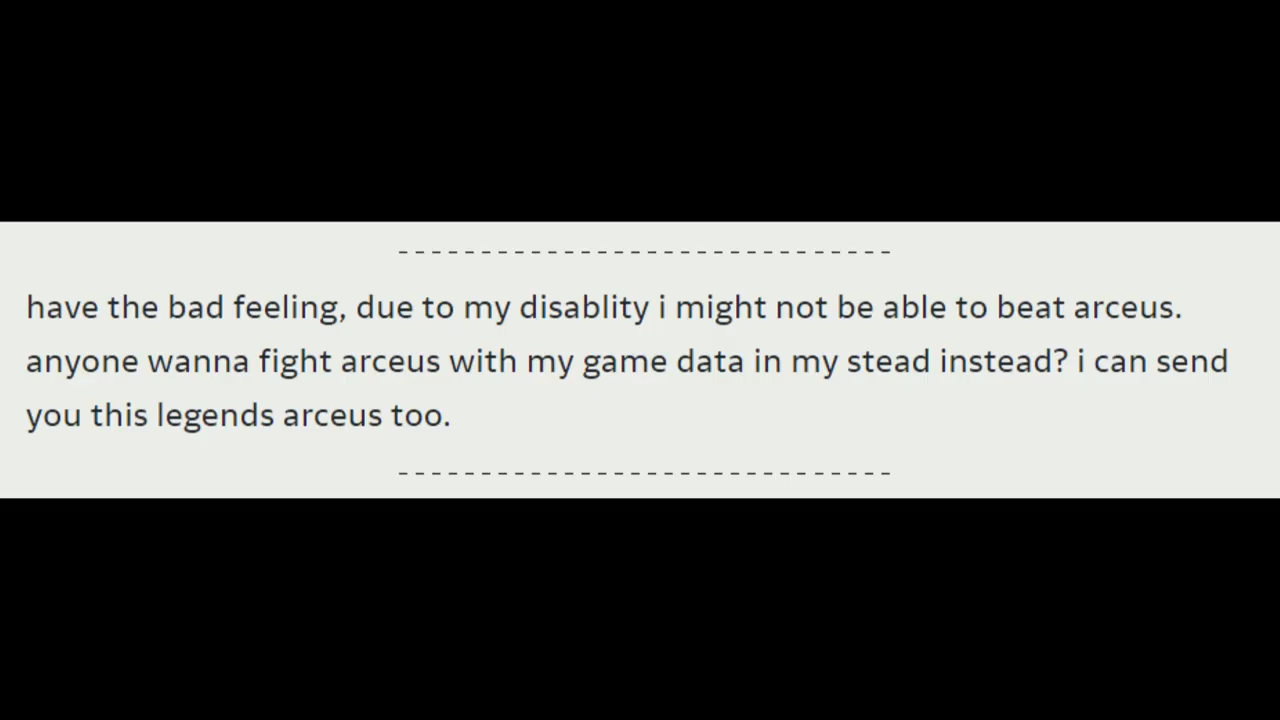 -----------------------------
have the bad feeling, due to my disablity i might not be able to beat arceus.
anyone wanna fight arceus with my game data in my stead instead? i can send
you this legends arceus too.
-----------------------------